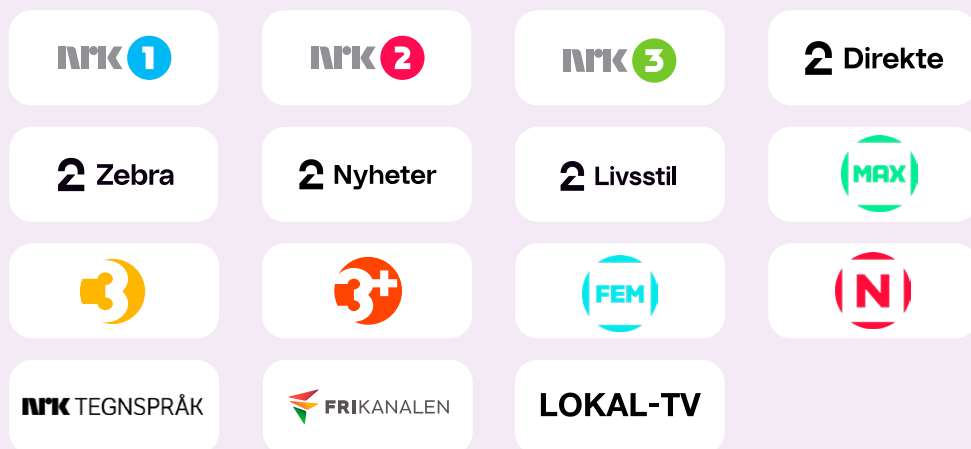 nrk 1
nrk 2
nrk 3
2 Direkte
2 Zebra
2 Nyheter
2 Livsstil
MAX
3
3+
FEM
N
nrk TEGNSPRÅK
FRIKANALEN
LOKAL-TV